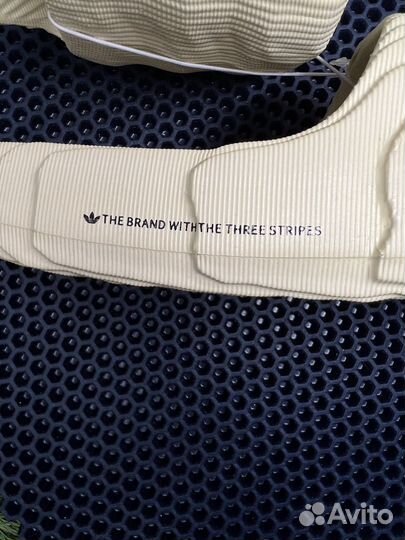 THE BRAND WITH THE THREE STRIPES
Avito